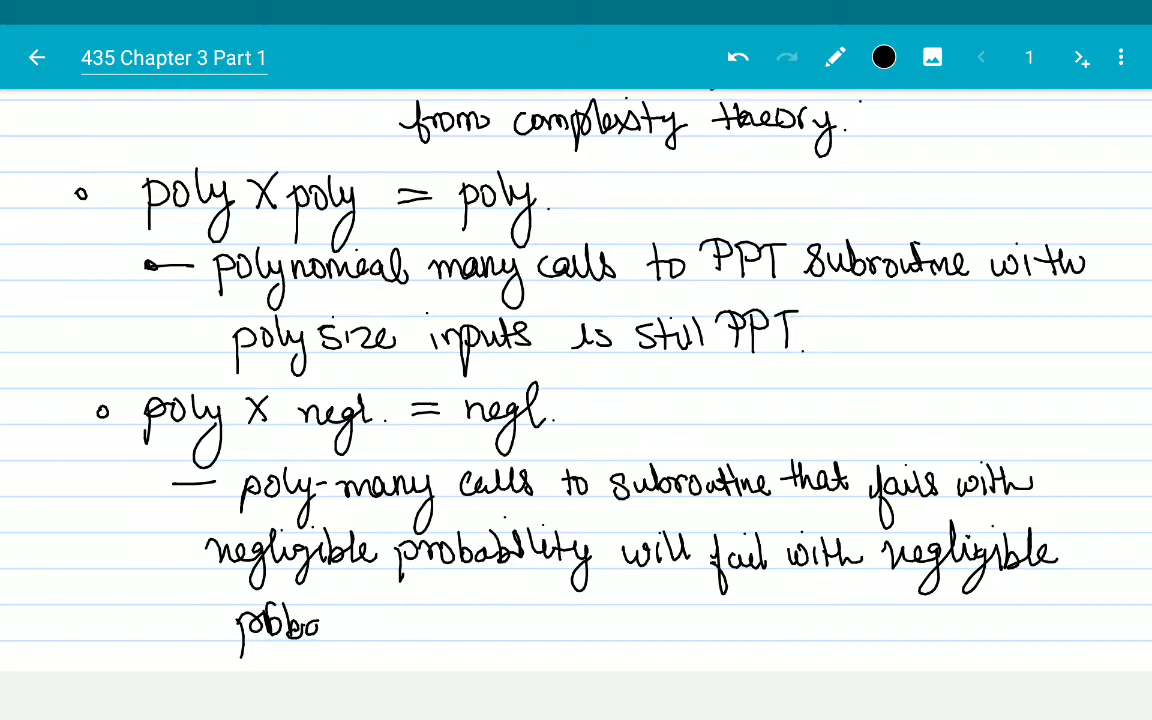 435 Chapter 3 Part 1
1
from complexity theory.
• poly X poly = poly.
— polynomial many calls to PPT subroutine with
poly size inputs is still PPT.
• poly X negl. = negl.
— poly-many calls to subroutine that fails with
negligible probability will fail with negligible